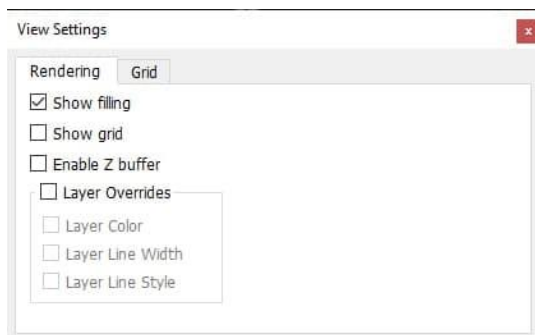 View Settings
x
Rendering Grid
Show filling
Show grid
Enable Z buffer
Layer Overrides
Layer Color
Layer Line Width
Layer Line Style